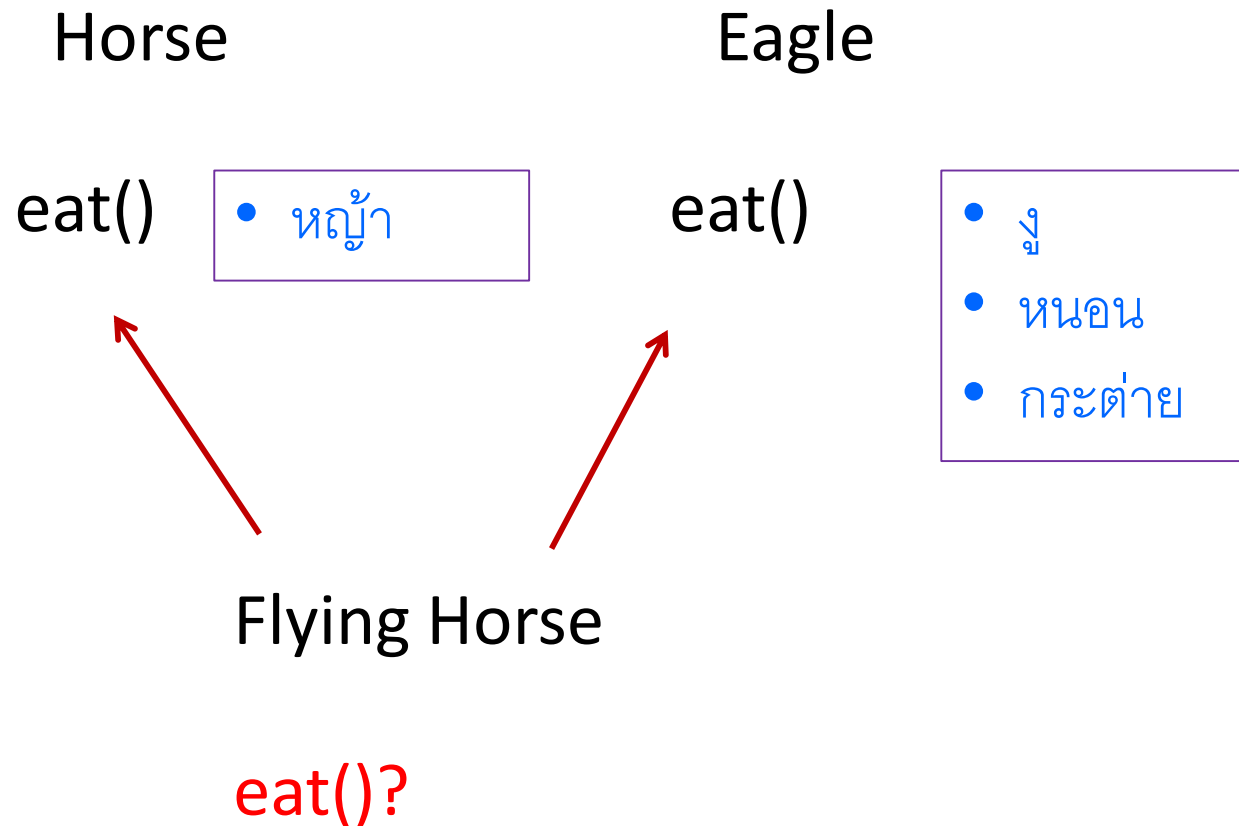 Horse
Eagle
eat()
• หญ้า
eat()
• งู
• หนอน
• กระต่าย
Flying Horse
eat()?